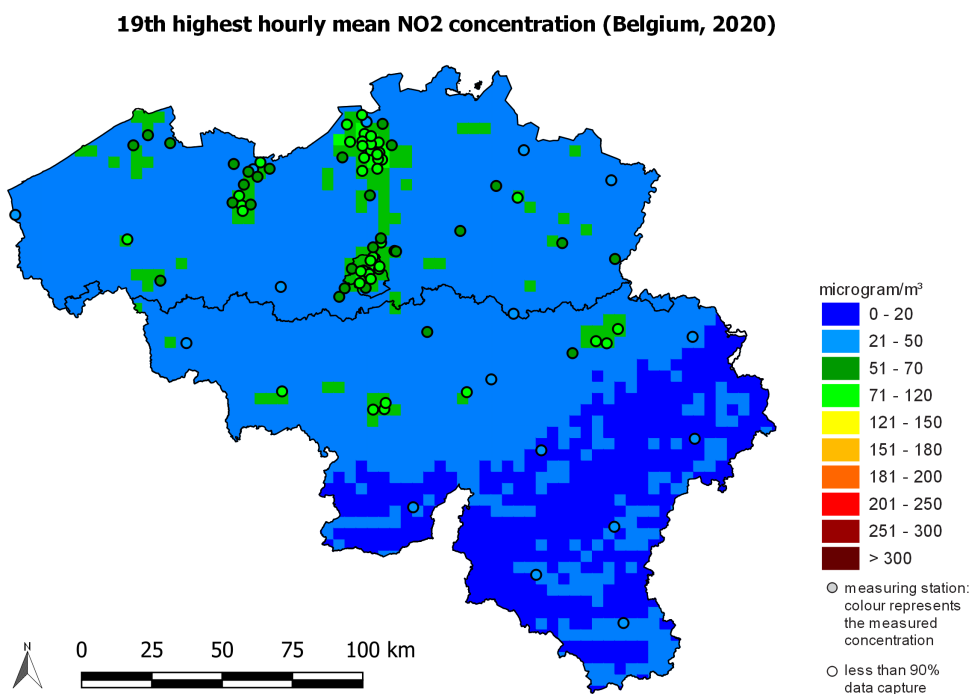 19th highest hourly mean NO2 concentration (Belgium, 2020)
microgram/m³
0 - 20
21 - 50
51 - 70
71 - 120
121 - 150
151 - 180
181 - 200
201 - 250
251 - 300
> 300
measuring station:
colour represents
the measured
concentration
less than 90%
data capture
N
0 25 50 75 100 km